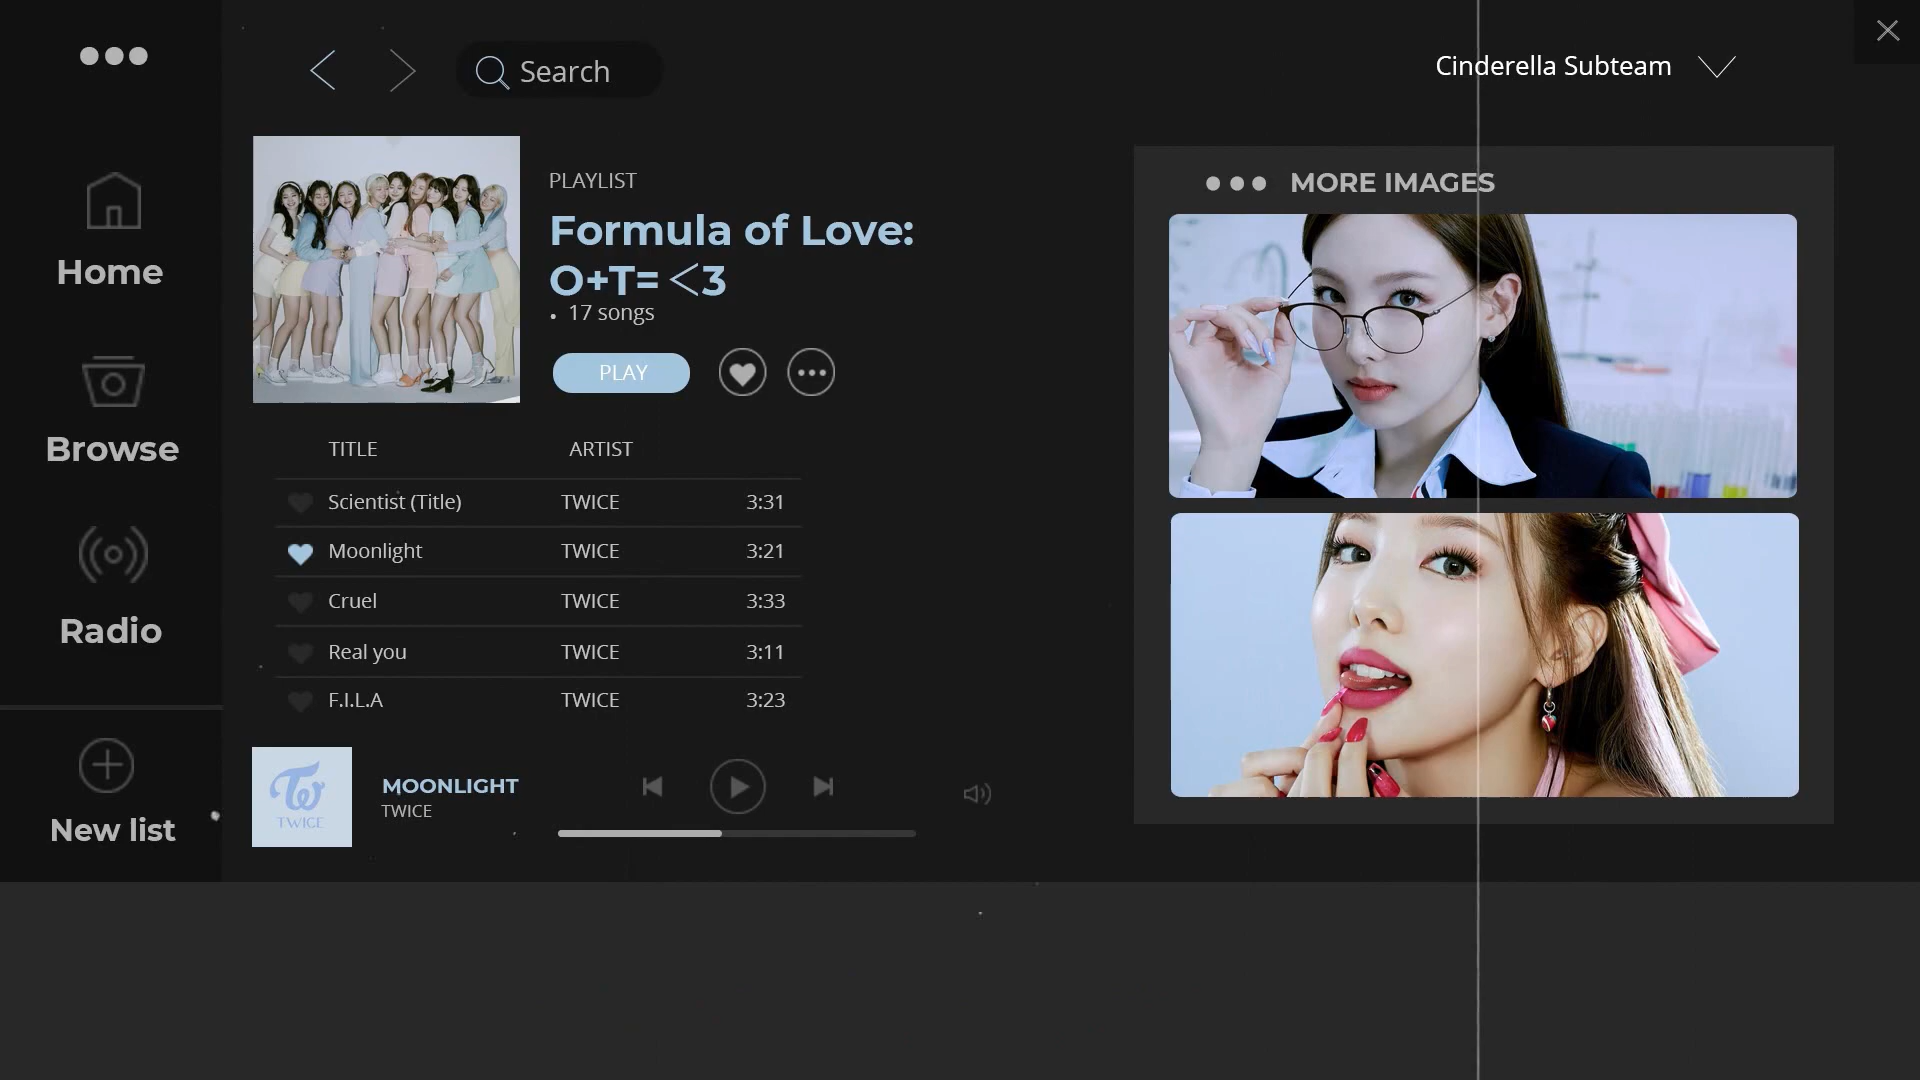 Search
Cinderella Subteam
Home
Browse
Radio
New list
PLAYLIST
Formula of Love:
O+T= <3
• 17 songs
PLAY
TITLE ARTIST
Scientist (Title) TWICE 3:31
Moonlight TWICE 3:21
Cruel TWICE 3:33
Real you TWICE 3:11
F.I.L.A TWICE 3:23
TWICE
MOONLIGHT
TWICE
MORE IMAGES